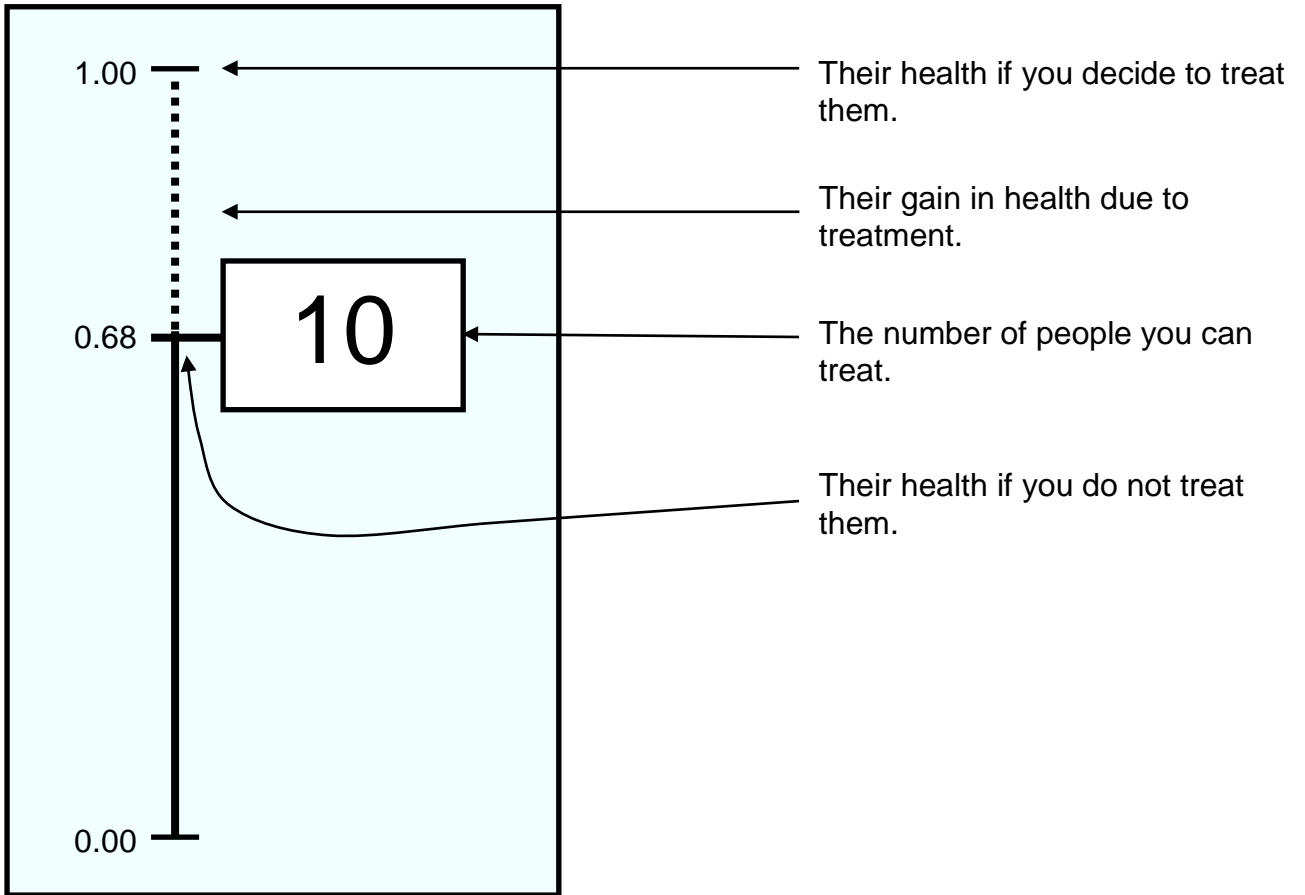 1.00
Their health if you decide to treat
them.
Their gain in health due to
treatment.
0.68
10
The number of people you can
treat.
Their health if you do not treat
them.
0.00